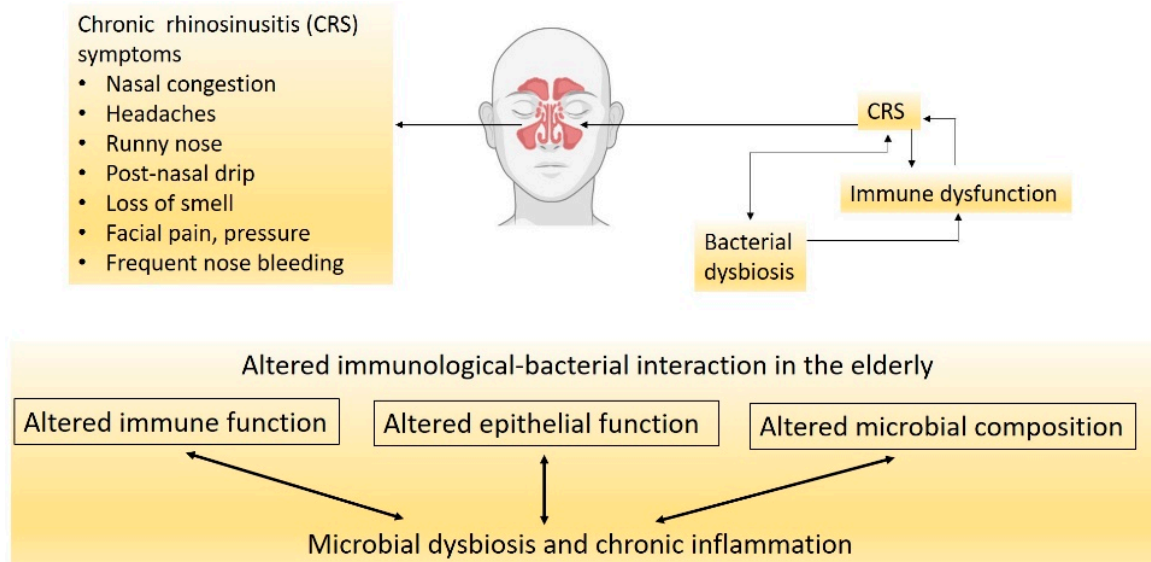 Chronic rhinosinusitis (CRS)
symptoms
• Nasal congestion
• Headaches
• Runny nose
• Post-nasal drip
• Loss of smell
• Facial pain, pressure
• Frequent nose bleeding
CRS
Immune dysfunction
Bacterial
dysbiosis
Altered immunological-bacterial interaction in the elderly
Altered immune function
Altered epithelial function
Altered microbial composition
Microbial dysbiosis and chronic inflammation